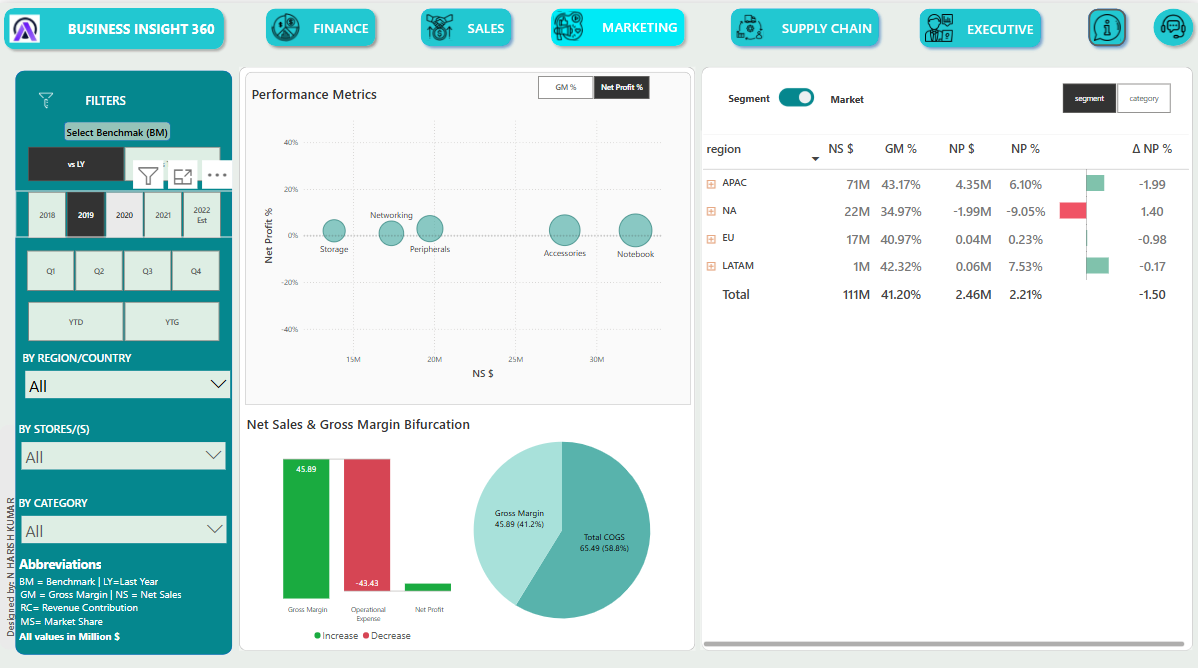 BUSINESS INSIGHT 360
FINANCE
SALES
MARKETING
SUPPLY CHAIN
EXECUTIVE
FILTERS
Select Benchmak (BM)
vs LY
2018
2019
2020
2021
2022
Est
Q1
Q2
Q3
Q4
YTD
YTG
BY REGION/COUNTRY
All
BY STORES/(S)
All
BY CATEGORY
All
Abbreviations
BM = Benchmark | LY=Last Year
GM = Gross Margin | NS = Net Sales
RC= Revenue Contribution
MS= Market Share
All values in Million $
Designed by: N HARISH KUMAR
Performance Metrics
GM %
Net Profit %
40%
20%
0%
-20%
-40%
Net Profit %
Storage
Networking
Peripherals
Accessories
Notebook
15M
20M
25M
30M
NS $
Net Sales & Gross Margin Bifurcation
45.89
-43.43
Gross Margin
Operational
Expense
Net Profit
Increase
Decrease
Gross Margin
45.89 (41.2%)
Total COGS
65.49 (58.8%)
Segment
Market
segment
category
region NS $ GM % NP $ NP % Δ NP %
APAC 71M 43.17% 4.35M 6.10% -1.99
NA 22M 34.97% -1.99M -9.05% 1.40
EU 17M 40.97% 0.04M 0.23% -0.98
LATAM 1M 42.32% 0.06M 7.53% -0.17
Total 111M 41.20% 2.46M 2.21% -1.50